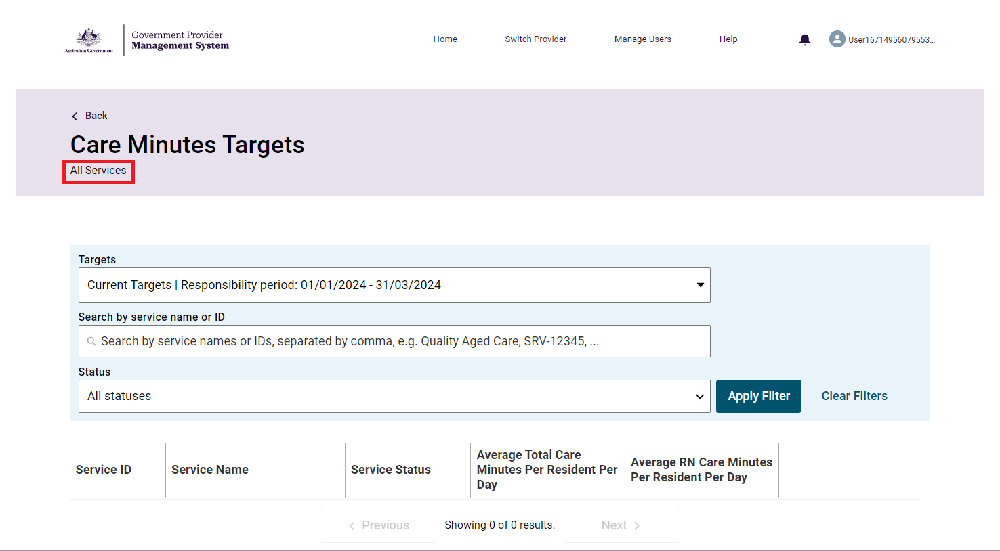 Australian Government
Government Provider
Management System
Home
Switch Provider
Manage Users
Help
User16714956079553...
Back
Care Minutes Targets
All Services
Targets
Current Targets | Responsibility period: 01/01/2024 - 31/03/2024
Search by service name or ID
Search by service names or IDs, separated by comma, e.g. Quality Aged Care, SRV-12345, ...
Status
All statuses
Apply Filter
Clear Filters
Service ID
Service Name
Service Status
Average Total Care
Minutes Per Resident Per
Day
Average RN Care Minutes
Per Resident Per Day
Previous
Showing 0 of 0 results.
Next